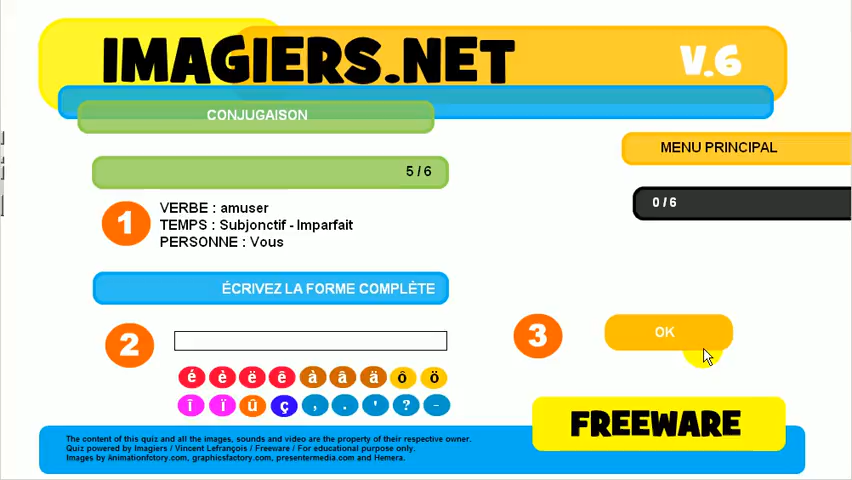 IMAGIERS.NET
V.6
CONJUGAISON
MENU PRINCIPAL
5 / 6
0 / 6
1
VERBE : amuser
TEMPS : Subjonctif - Imparfait
PERSONNE : Vous
ÉCRIVEZ LA FORME COMPLÈTE
2
3
OK
é è ë ê à â ä ô ö
î ï û ç , . ' ? -
FREEWARE
The content of this quiz and all the images, sounds and video are the property of their respective owner.
Quiz powered by Imagiers / Vincent Lefrançois / Freeware / For educational purpose only.
Images by Animationfctory.com, graphicsfactory.com, presentermedia.com and Hemera.